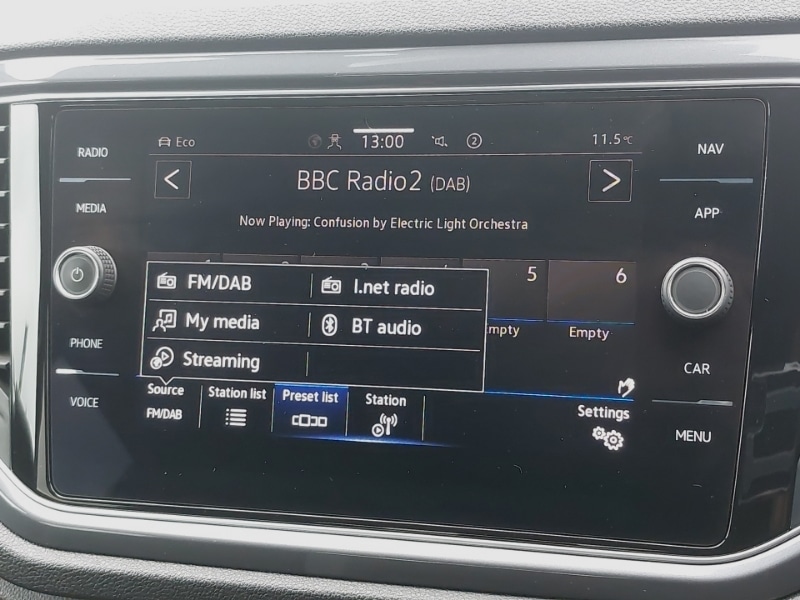 RADIO
MEDIA
PHONE
VOICE
Eco 13:00 2 11.5°C
< BBC Radio2 (DAB) >
Now Playing: Confusion by Electric Light Orchestra
5 6
Empty
FM/DAB I.net radio
My media BT audio
Streaming
Source Station list Preset list Station Settings
FM/DAB
NAV
APP
CAR
MENU